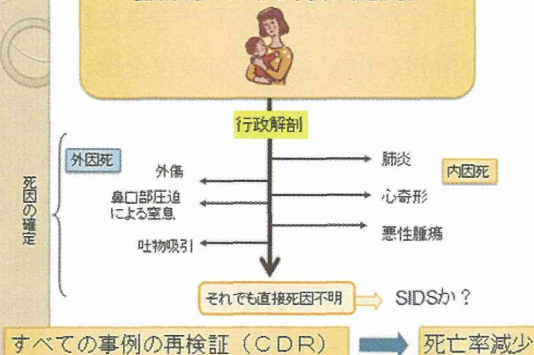 行政解剖
死因の確定
外因死
外傷
鼻口部圧迫
による窒息
吐物吸引
肺炎
内因死
心奇形
悪性腫瘍
それでも直接死因不明
SIDSか？
すべての事例の再検証（CDR）
死亡率減少